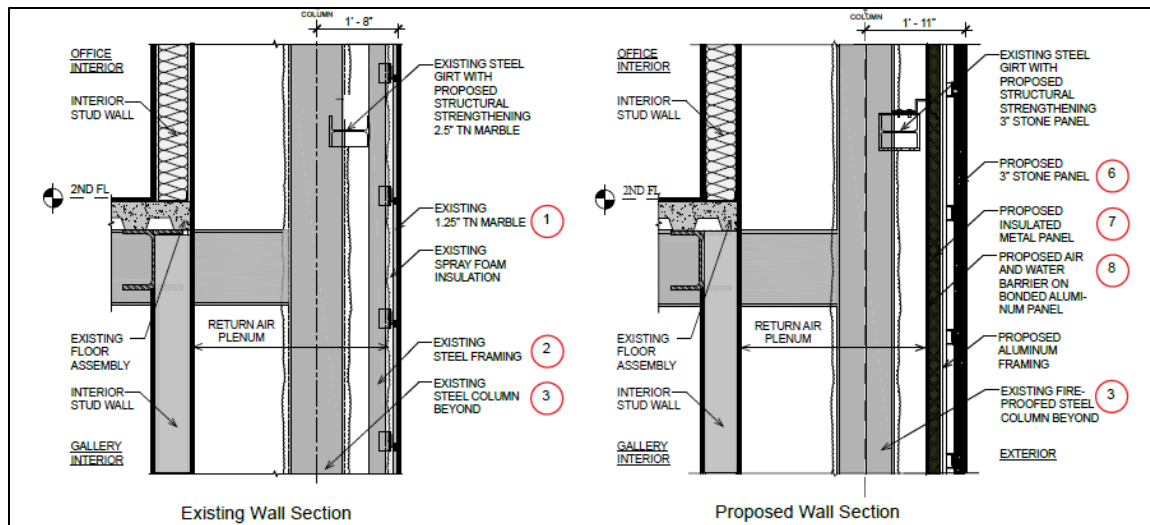 COLUMN
1' - 8"
OFFICE
INTERIOR
INTERIOR
STUD WALL
2ND FL
EXISTING
FLOOR
ASSEMBLY
INTERIOR
STUD WALL
GALLERY
INTERIOR
RETURN AIR
PLENUM
EXISTING STEEL
GIRT WITH
PROPOSED
STRUCTURAL
STRENGTHENING
2.5" TN MARBLE
EXISTING
1.25" TN MARBLE
1
EXISTING
SPRAY FOAM
INSULATION
EXISTING
STEEL FRAMING
2
EXISTING
STEEL COLUMN
BEYOND
3
Existing Wall Section
COLUMN
1' - 11"
OFFICE
INTERIOR
INTERIOR
STUD WALL
2ND FL
EXISTING
FLOOR
ASSEMBLY
INTERIOR
STUD WALL
GALLERY
INTERIOR
RETURN AIR
PLENUM
EXISTING STEEL
GIRT WITH
PROPOSED
STRUCTURAL
STRENGTHENING
3" STONE PANEL
PROPOSED
3" STONE PANEL
6
PROPOSED
INSULATED
METAL PANEL
7
PROPOSED AIR
AND WATER
BARRIER ON
BONDED ALUMI-
NUM PANEL
8
PROPOSED
ALUMINUM
FRAMING
EXISTING FIRE-
PROOFED STEEL
COLUMN BEYOND
3
EXTERIOR
Proposed Wall Section